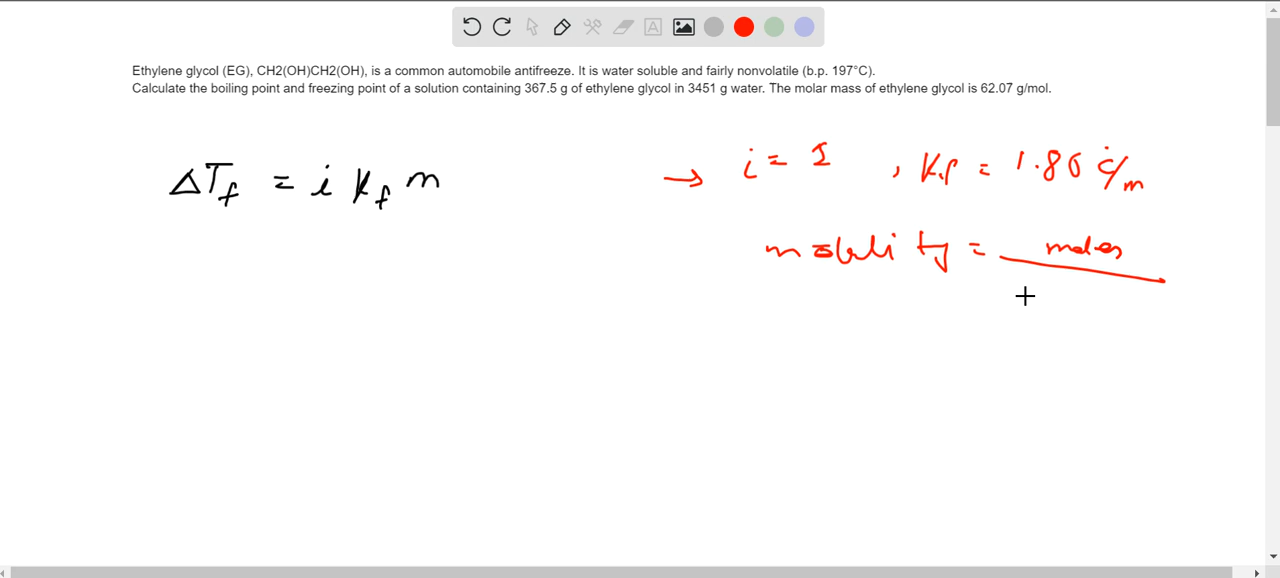 A
Ethylene glycol (EG), CH2(OH)CH2(OH), is a common automobile antifreeze. It is water soluble and fairly nonvolatile (b.p. 197°C).
Calculate the boiling point and freezing point of a solution containing 367.5 g of ethylene glycol in 3451 g water. The molar mass of ethylene glycol is 62.07 g/mol.
ΔTf = i kf m
→ i = 1 , Kf = 1.86 °C/m
molality = moles